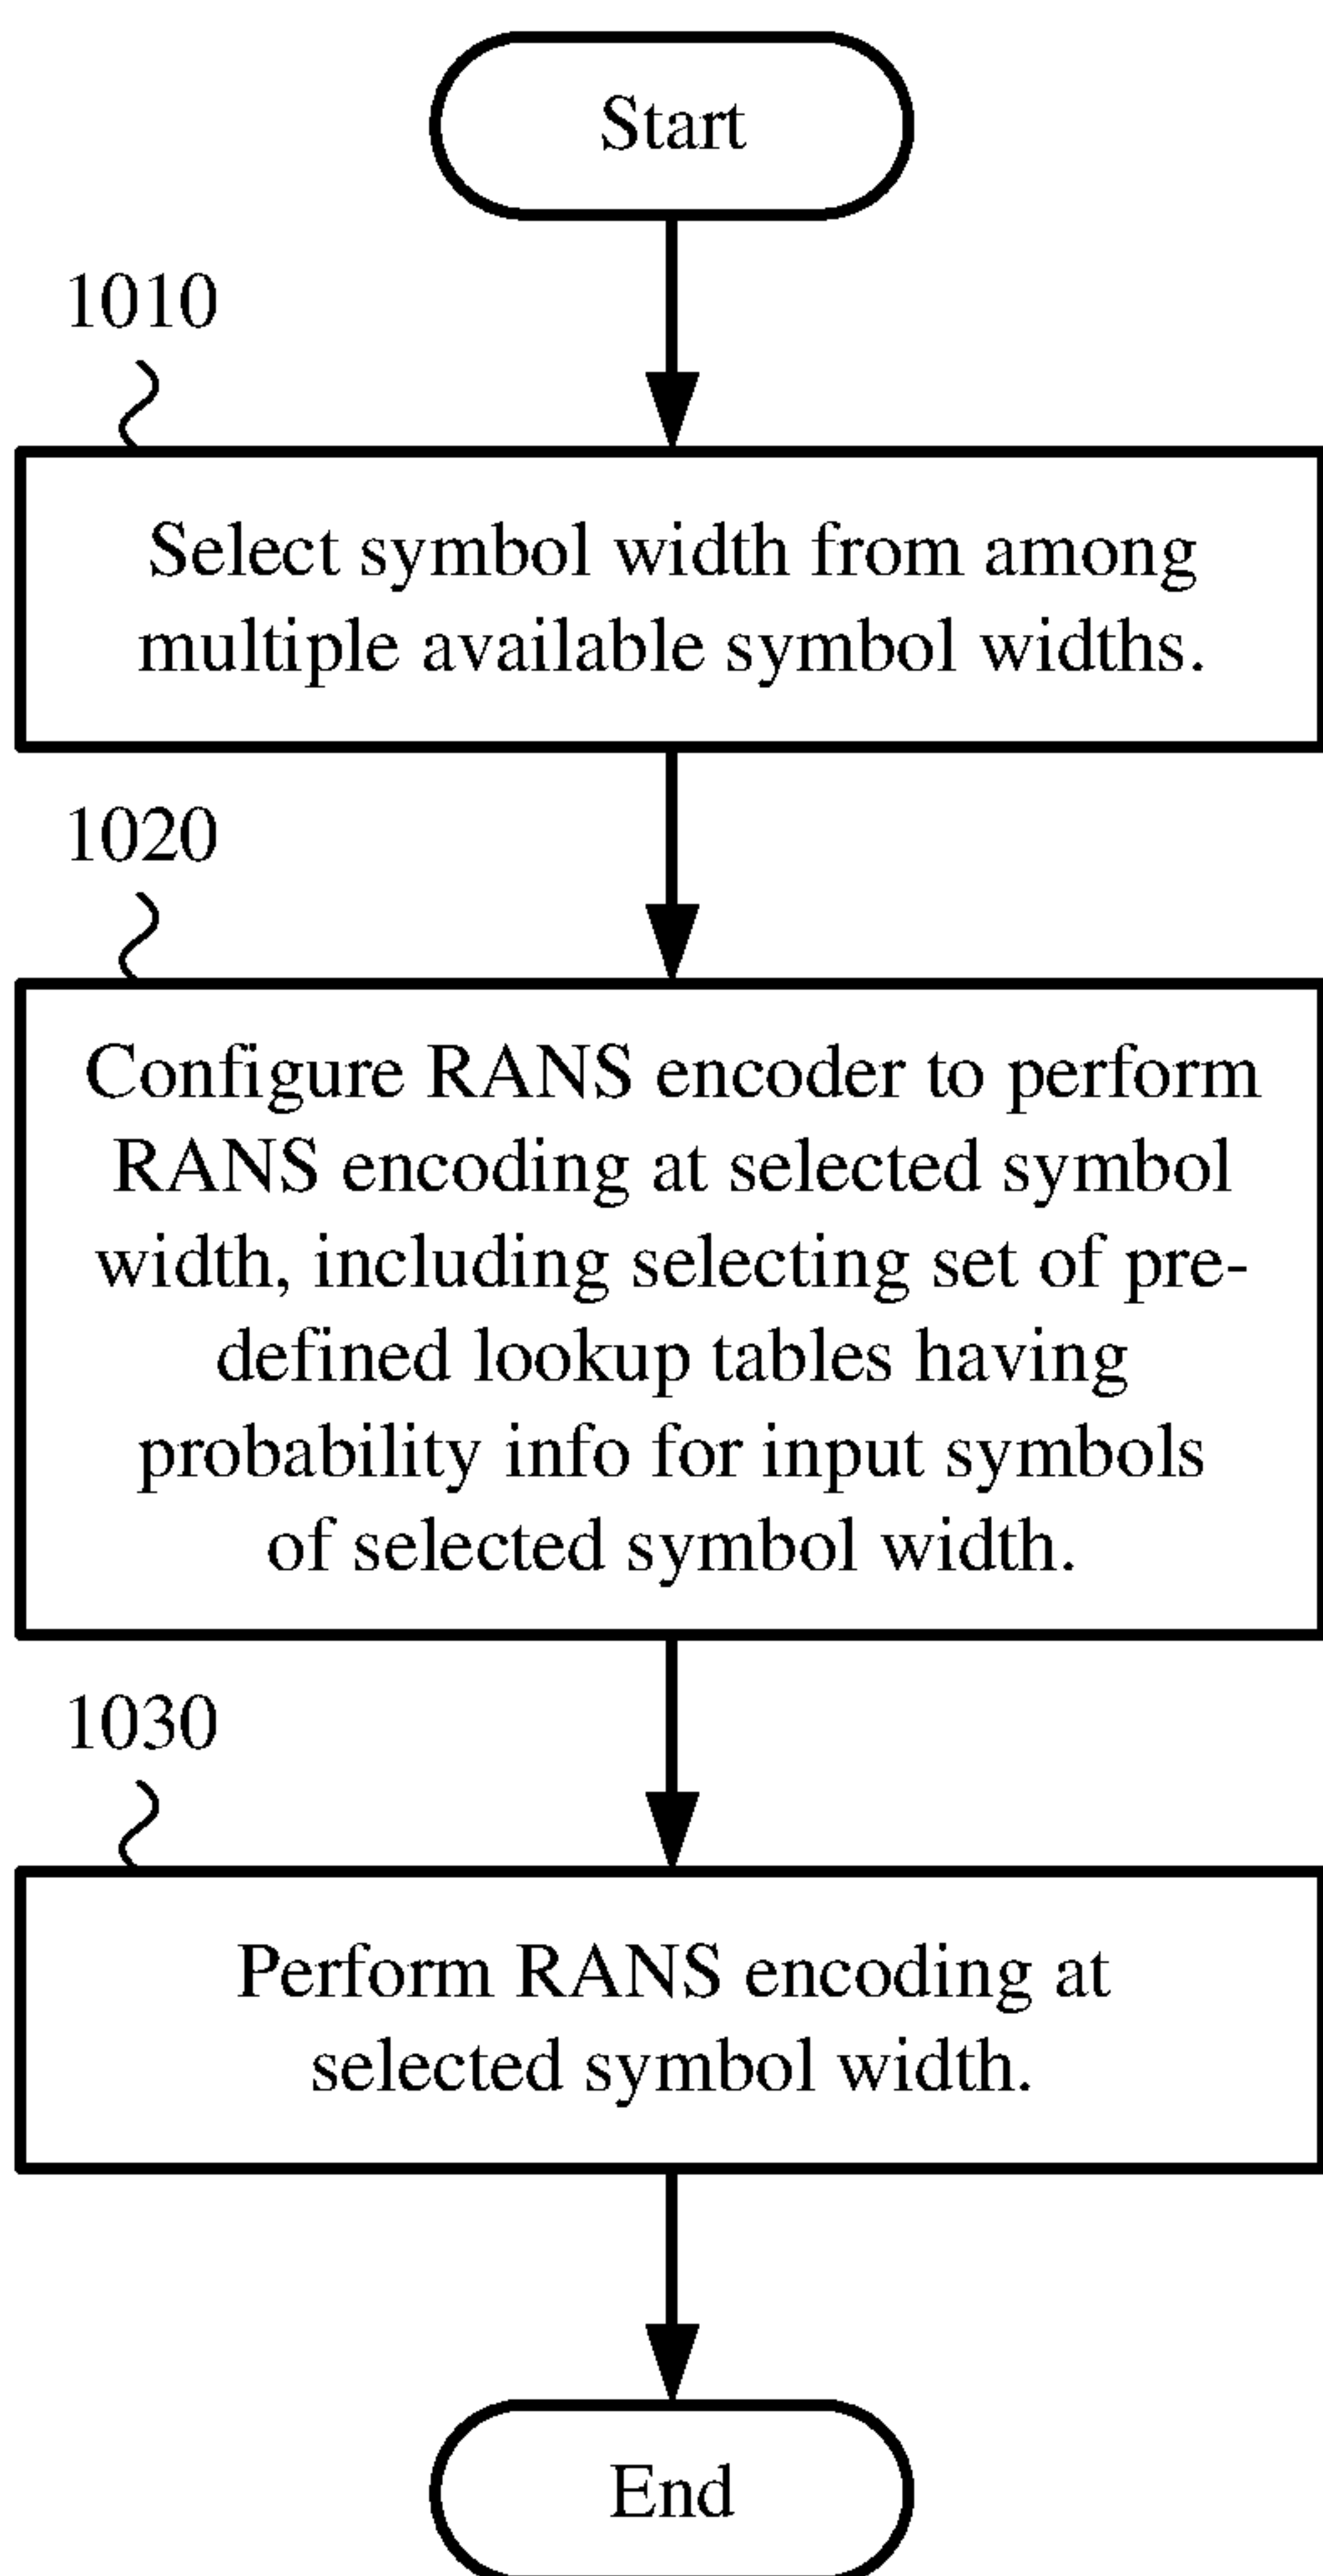 Start
1010
Select symbol width from among
multiple available symbol widths.
1020
Configure RANS encoder to perform
RANS encoding at selected symbol
width, including selecting set of pre-
defined lookup tables having
probability info for input symbols
of selected symbol width.
1030
Perform RANS encoding at
selected symbol width.
End